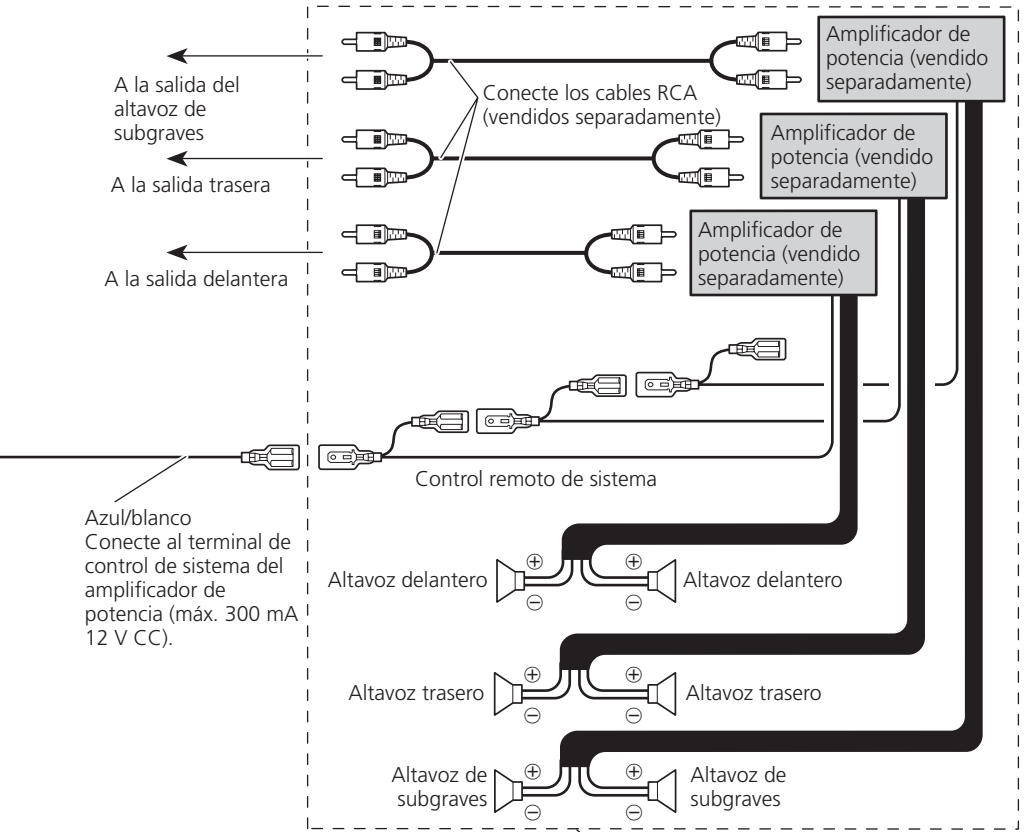 Amplificador de
potencia (vendido
separadamente)
A la salida del
altavoz de
subgraves
Conecte los cables RCA
(vendidos separadamente)
Amplificador de
potencia (vendido
separadamente)
A la salida trasera
Amplificador de
potencia (vendido
separadamente)
A la salida delantera
Control remoto de sistema
Azul/blanco
Conecte al terminal de
control de sistema del
amplificador de
potencia (máx. 300 mA
12 V CC).
Altavoz delantero
⊕
⊖
⊕
⊖
Altavoz delantero
Altavoz trasero
⊕
⊖
⊕
⊖
Altavoz trasero
Altavoz de
subgraves
⊕
⊖
⊕
⊖
Altavoz de
subgraves